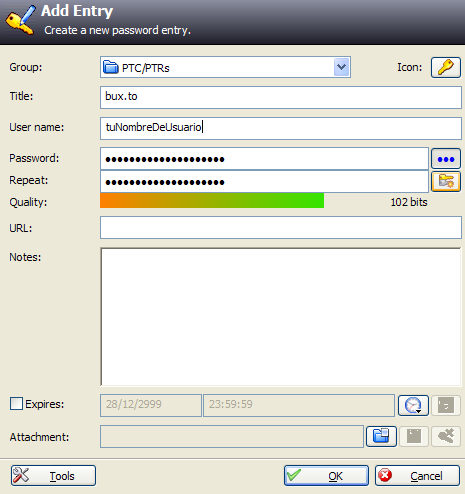 Add Entry
Create a new password entry.
Group: PTC/PTRs Icon:
Title: bux.to
User name: tuNombreDeUsuario
Password: ●●●●●●●●●●●●●●●●●●●● ●●●
Repeat: ●●●●●●●●●●●●●●●●●●●●
Quality: 102 bits
URL:
Notes:
Expires: 28/12/2999 23:59:59
Attachment:
Tools OK Cancel